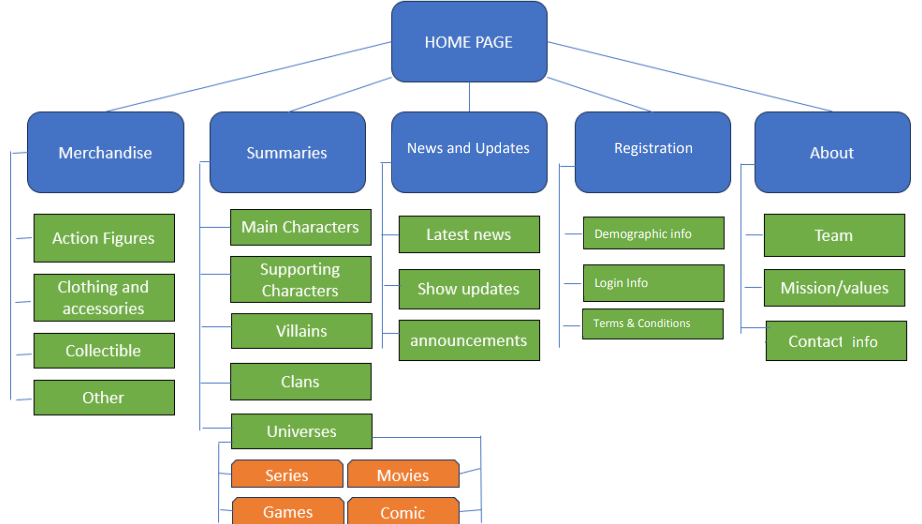 HOME PAGE
Merchandise
Summaries
News and Updates
Registration
About
Action Figures
Clothing and
accessories
Collectible
Other
Main Characters
Supporting
Characters
Villains
Clans
Universes
Series
Movies
Games
Comic
Latest news
Show updates
announcements
Demographic info
Login Info
Terms & Conditions
Team
Mission/values
Contact info